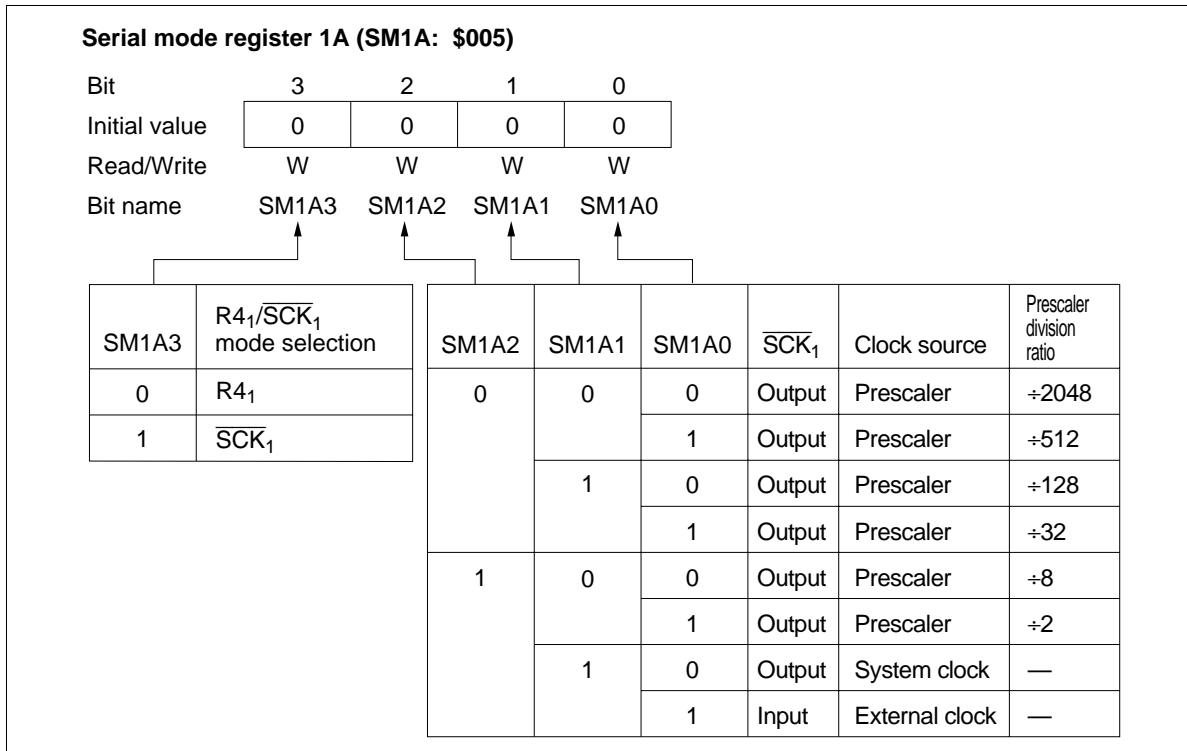 Serial mode register 1A (SM1A: $005)
Bit 3 2 1 0
Initial value 0 0 0 0
Read/Write W W W W
Bit name SM1A3 SM1A2 SM1A1 SM1A0
SM1A3 R4₁/S̅C̅K̅₁ mode selection
0 R4₁
1 S̅C̅K̅₁
SM1A2 SM1A1 SM1A0 S̅C̅K̅₁ Clock source Prescaler division ratio
0 0 0 Output Prescaler ÷2048
1 Output Prescaler ÷512
1 0 Output Prescaler ÷128
1 Output Prescaler ÷32
1 0 0 Output Prescaler ÷8
1 Output Prescaler ÷2
1 0 Output System clock —
1 Input External clock —